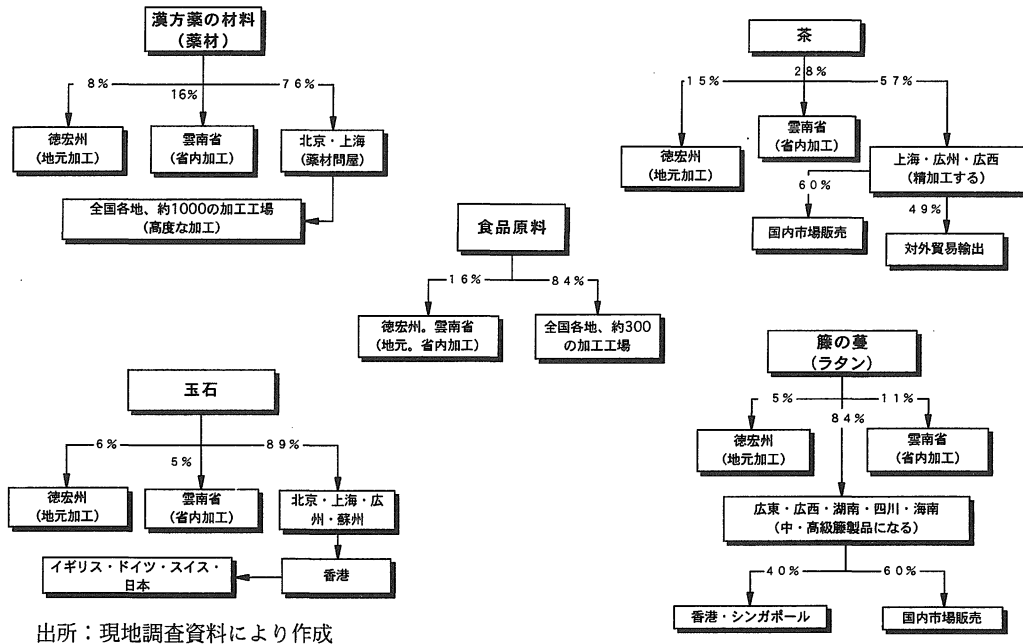 漢方薬の材料
(薬材)
8%
16%
76%
徳宏州
(地元加工)
雲南省
(省内加工)
北京・上海
(薬材問屋)
全国各地、約1000の加工工場
(高度な加工)
茶
15%
28%
57%
徳宏州
(地元加工)
雲南省
(省内加工)
上海・広州・広西
(精加工する)
60%
49%
国内市場販売
対外貿易輸出
食品原料
16%
84%
徳宏州。雲南省
(地元。省内加工)
全国各地、約300
の加工工場
玉石
6%
5%
89%
徳宏州
(地元加工)
雲南省
(省内加工)
北京・上海・広
州・蘇州
イギリス・ドイツ・スイス・
日本
香港
籐の蔓
(ラタン)
5%
84%
11%
徳宏州
(地元加工)
雲南省
(省内加工)
広東・広西・湖南・四川・海南
(中・高級籐製品になる)
40%
60%
香港・シンガポール
国内市場販売
出所：現地調査資料により作成